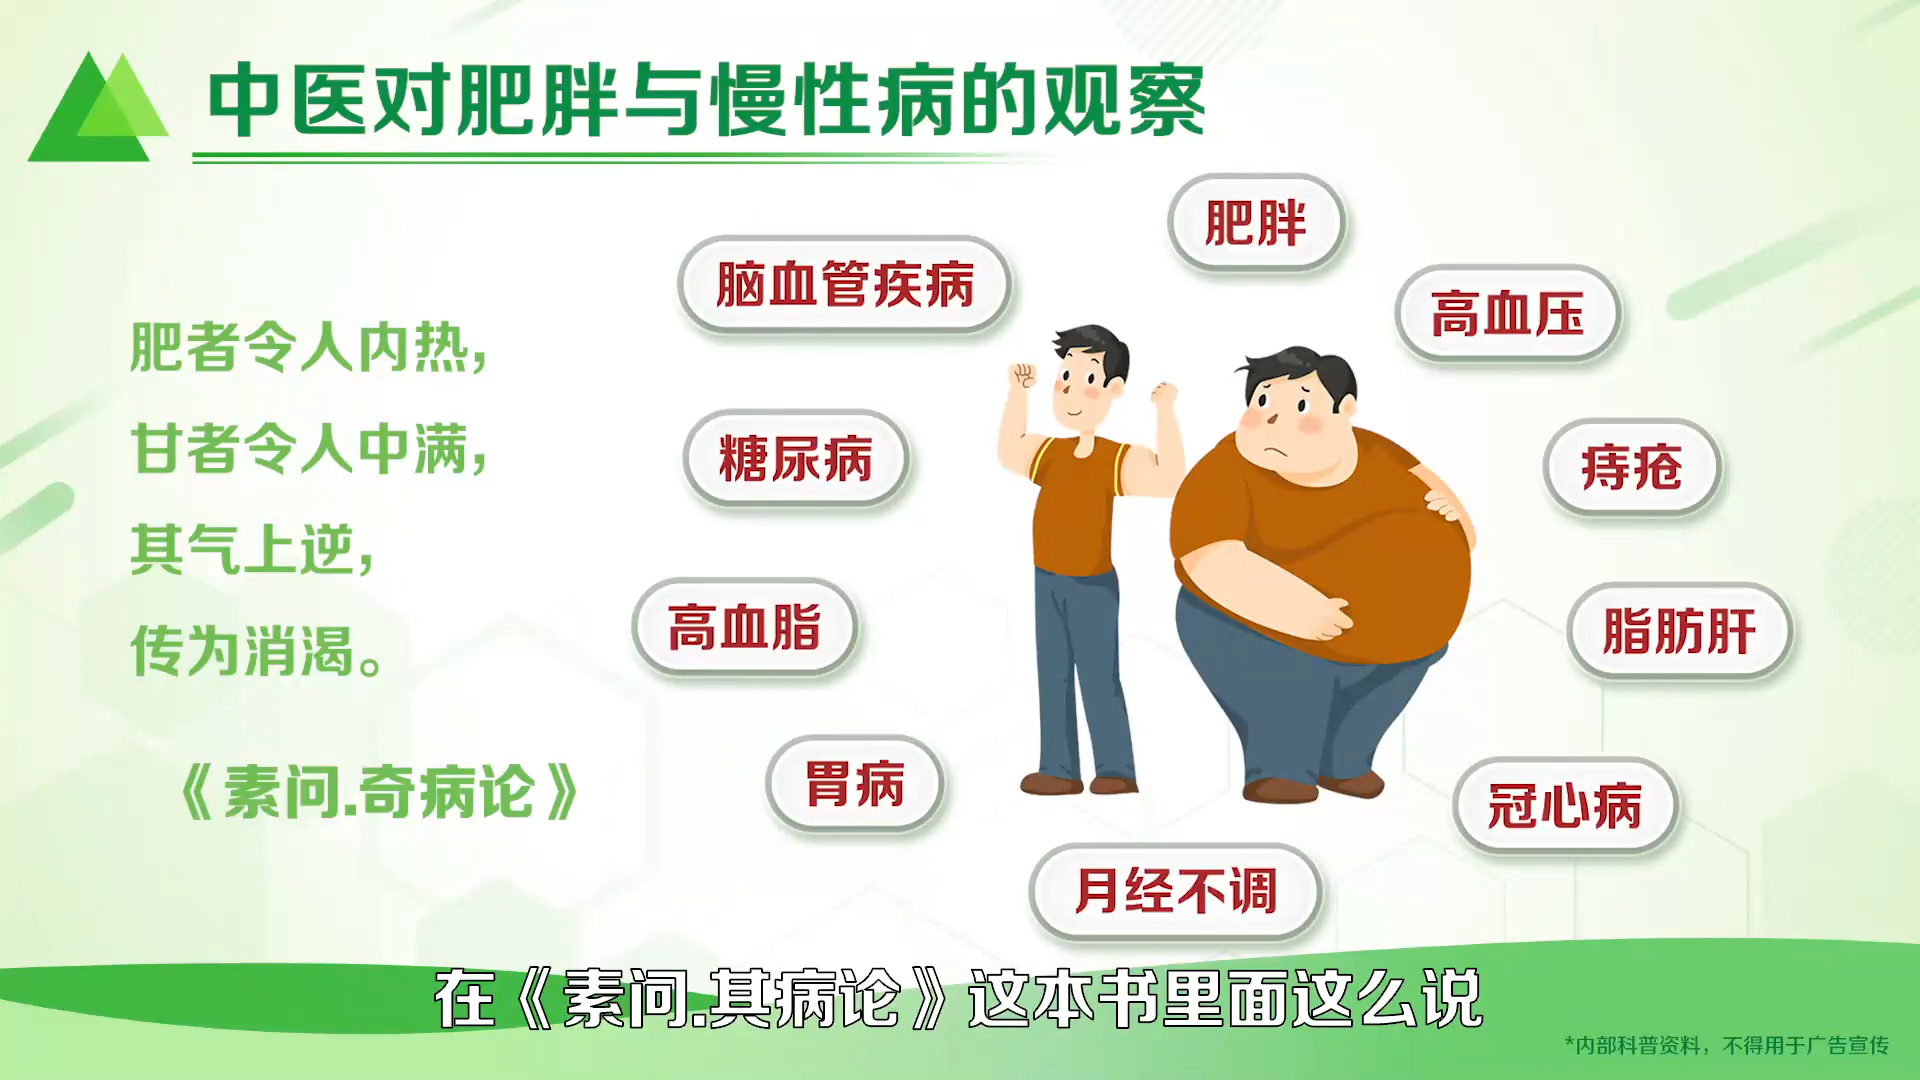 中医对肥胖与慢性病的观察
肥胖
脑血管疾病
高血压
肥者令人内热，
甘者令人中满，
其气上逆，
传为消渴。
《素问.奇病论》
糖尿病
痔疮
高血脂
脂肪肝
胃病
冠心病
月经不调
在《素问.其病论》这本书里面这么说
*内部科普资料，不得用于广告宣传